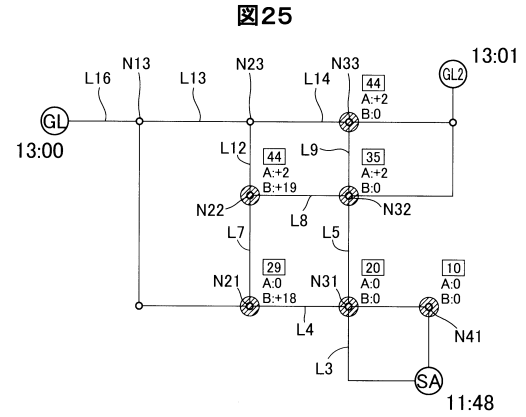 図25
13:01
GL2
N13
N23
N33
44
A:+2
B:0
L16
L13
L14
GL
13:00
L12
L9
44
A:+2
B:+19
35
A:+2
B:0
N22
L8
N32
L7
L5
N21
29
A:0
B:+18
20
A:0
B:0
10
A:0
B:0
N31
L4
N41
L3
SA
11:48